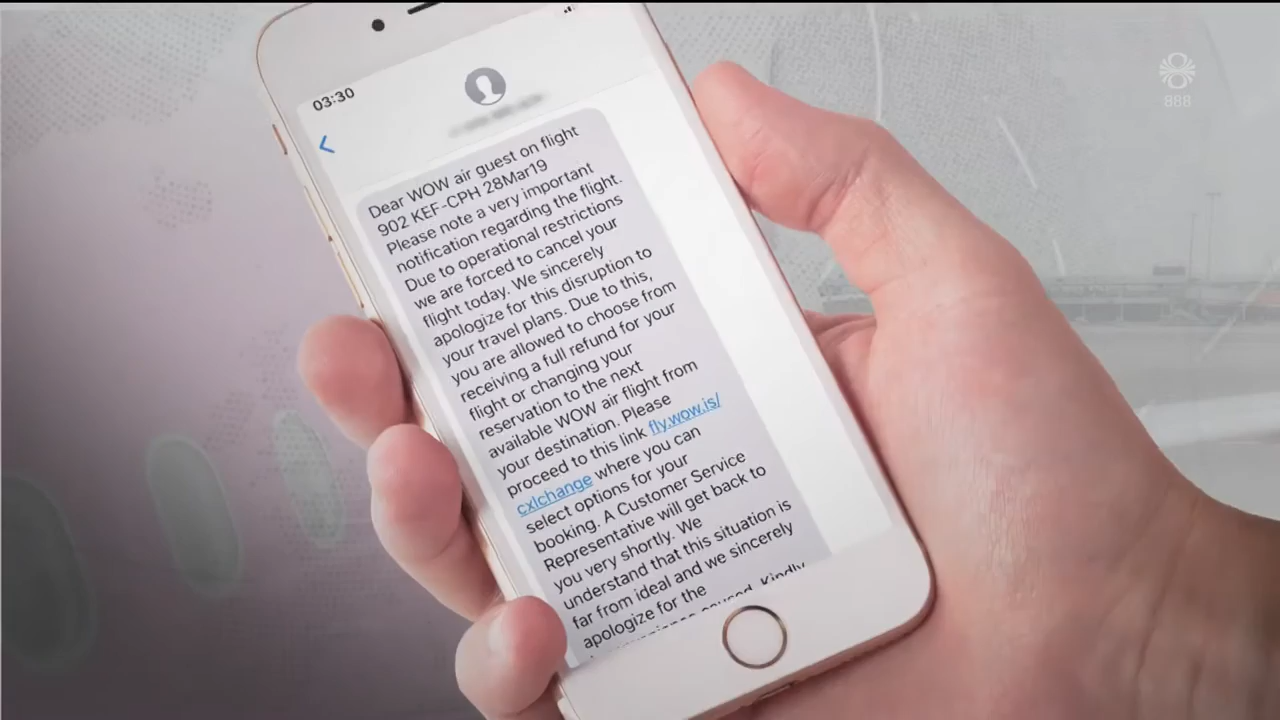 888
03:30
Dear WOW air guest on flight
902 KEF-CPH 28Mar19
Please note a very important
notification regarding the flight.
Due to operational restrictions
we are forced to cancel your
flight today. We sincerely
apologize for this disruption to
your travel plans. Due to this,
you are allowed to choose from
receiving a full refund for your
flight or changing your
reservation to the next
available WOW air flight from
your destination. Please
proceed to this link fly.wow.is/
cxlchange where you can
select options for your
booking. A Customer Service
Representative will get back to
you very shortly. We
understand that this situation is
far from ideal and we sincerely
apologize for the
Kindly